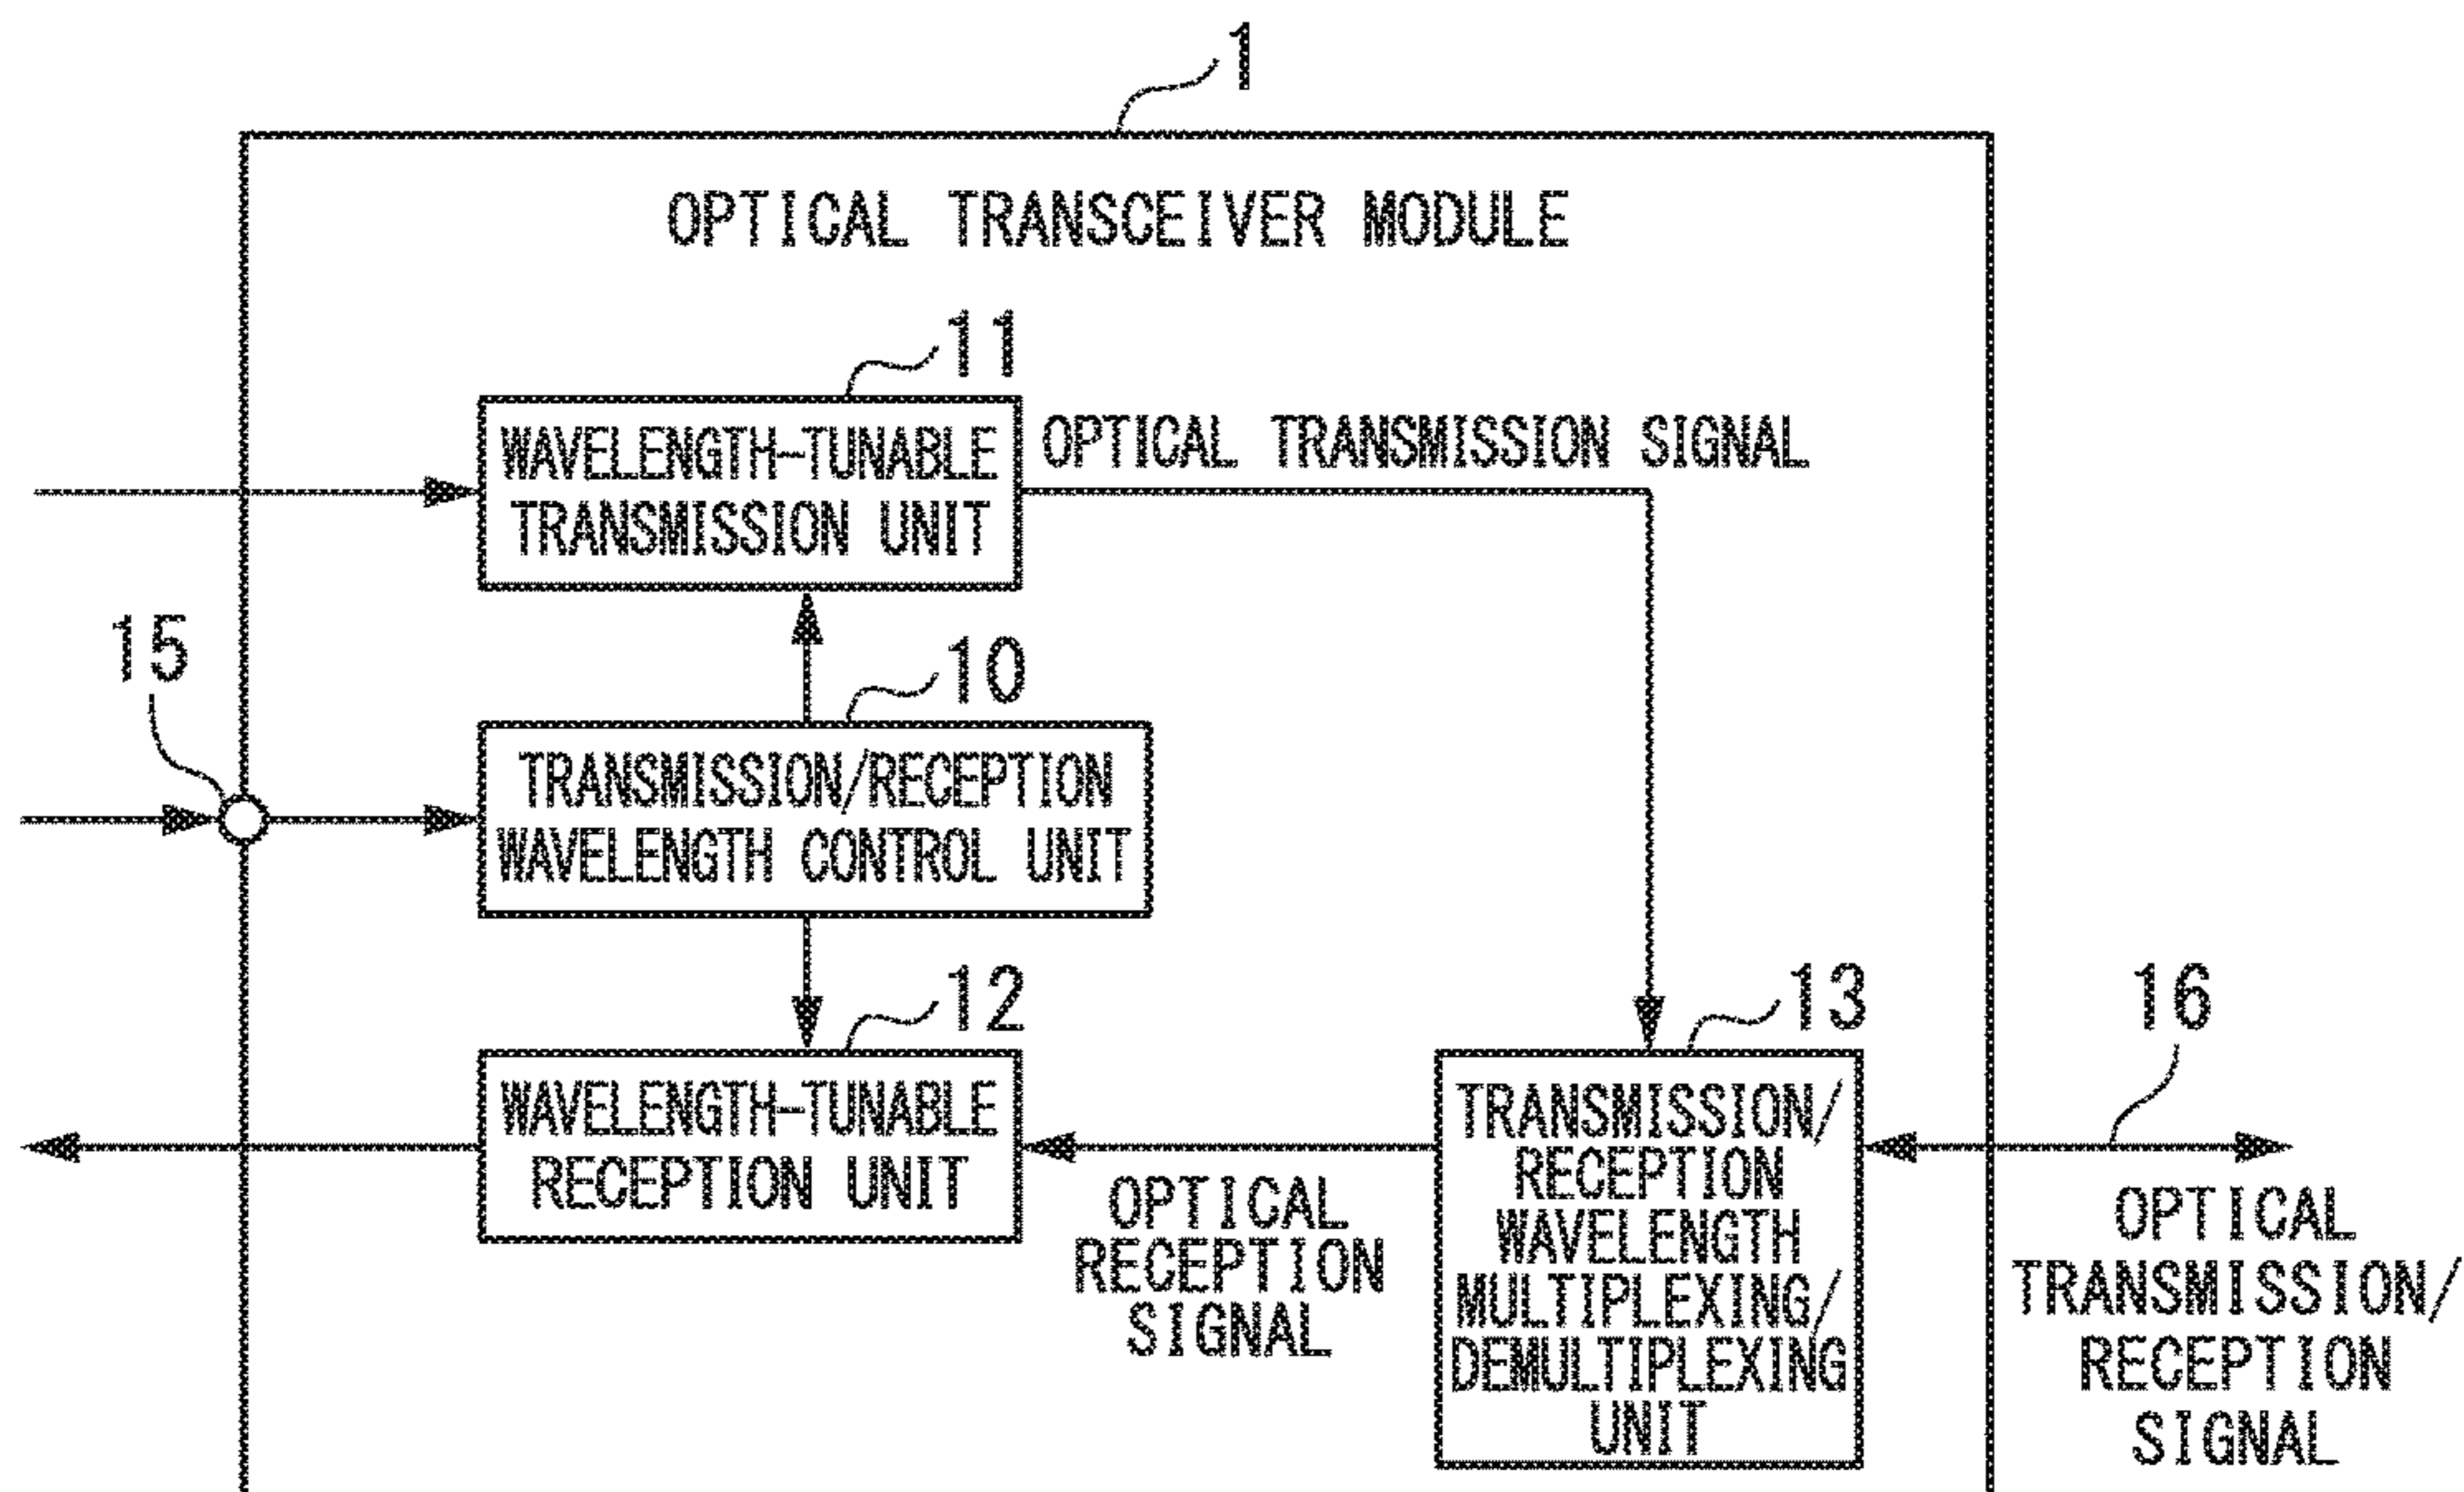 1
OPTICAL TRANSCEIVER MODULE
11
WAVELENGTH-TUNABLE
TRANSMISSION UNIT
OPTICAL TRANSMISSION SIGNAL
15
10
TRANSMISSION/RECEPTION
WAVELENGTH CONTROL UNIT
12
WAVELENGTH-TUNABLE
RECEPTION UNIT
OPTICAL
RECEPTION
SIGNAL
13
TRANSMISSION/
RECEPTION
WAVELENGTH
MULTIPLEXING/
DEMULTIPLEXING
UNIT
16
OPTICAL
TRANSMISSION/
RECEPTION
SIGNAL